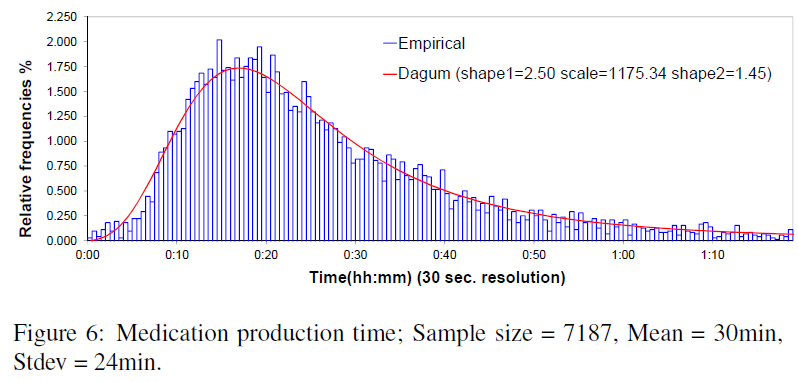 2.250
2.000
1.750
1.500
1.250
1.000
0.750
0.500
0.250
0.000
Relative frequencies %
Empirical
Dagum (shape1=2.50 scale=1175.34 shape2=1.45)
0:00 0:10 0:20 0:30 0:40 0:50 1:00 1:10
Time(hh:mm) (30 sec. resolution)
Figure 6: Medication production time; Sample size = 7187, Mean = 30min,
Stdev = 24min.